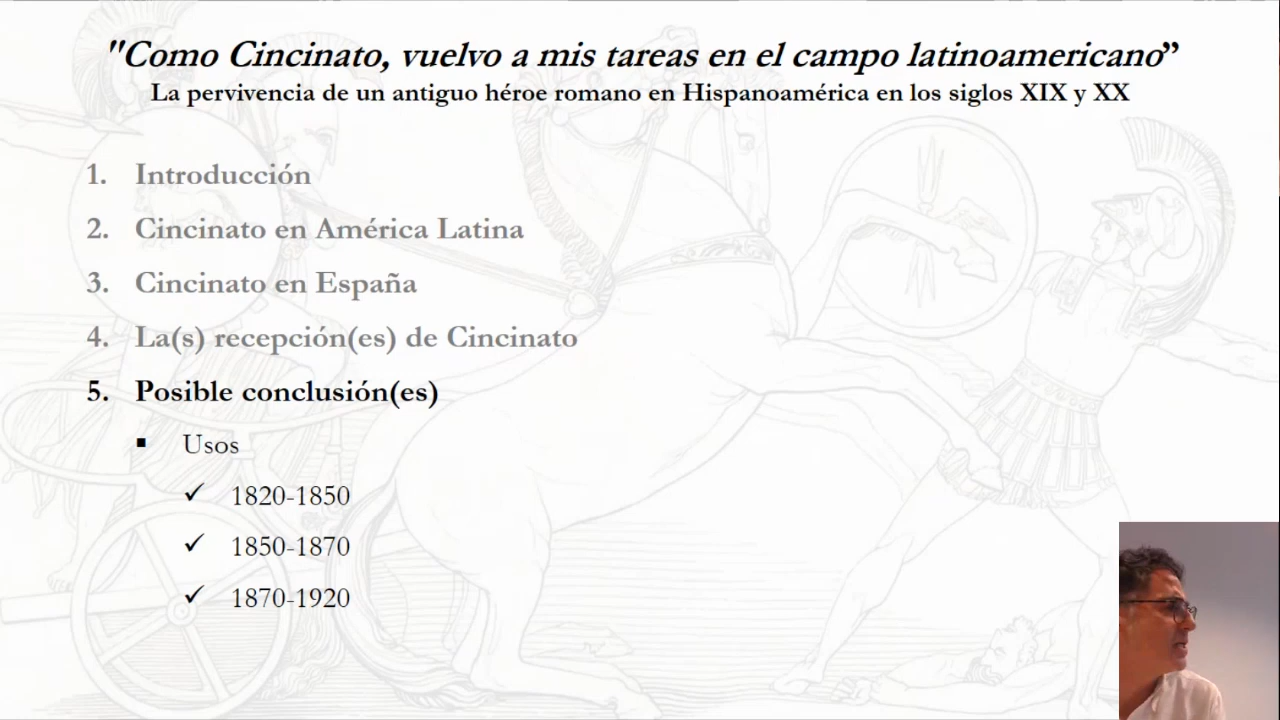 "Como Cincinato, vuelvo a mis tareas en el campo latinoamericano”
La pervivencia de un antiguo héroe romano en Hispanoamérica en los siglos XIX y XX
1. Introducción
2. Cincinato en América Latina
3. Cincinato en España
4. La(s) recepción(es) de Cincinato
5. Posible conclusión(es)
▪ Usos
✓ 1820-1850
✓ 1850-1870
✓ 1870-1920